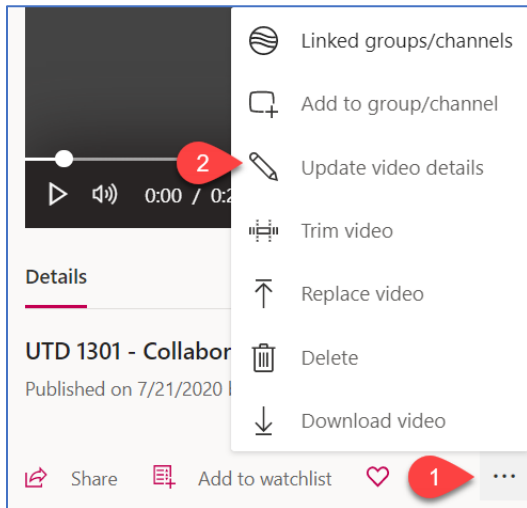 Linked groups/channels
Add to group/channel
2
Update video details
0:00 / 0:2
Trim video
Details
Replace video
UTD 1301 - Collabor
Delete
Published on 7/21/2020
Download video
Share
Add to watchlist
1